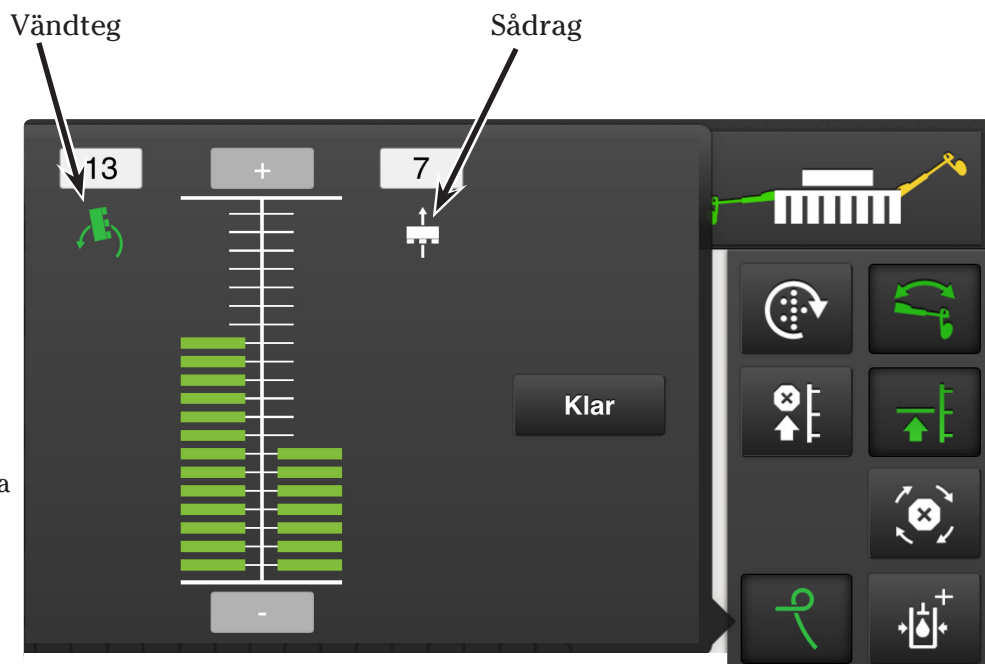 Vändteg Sådrag
13 + 7
Klar
a
-
+